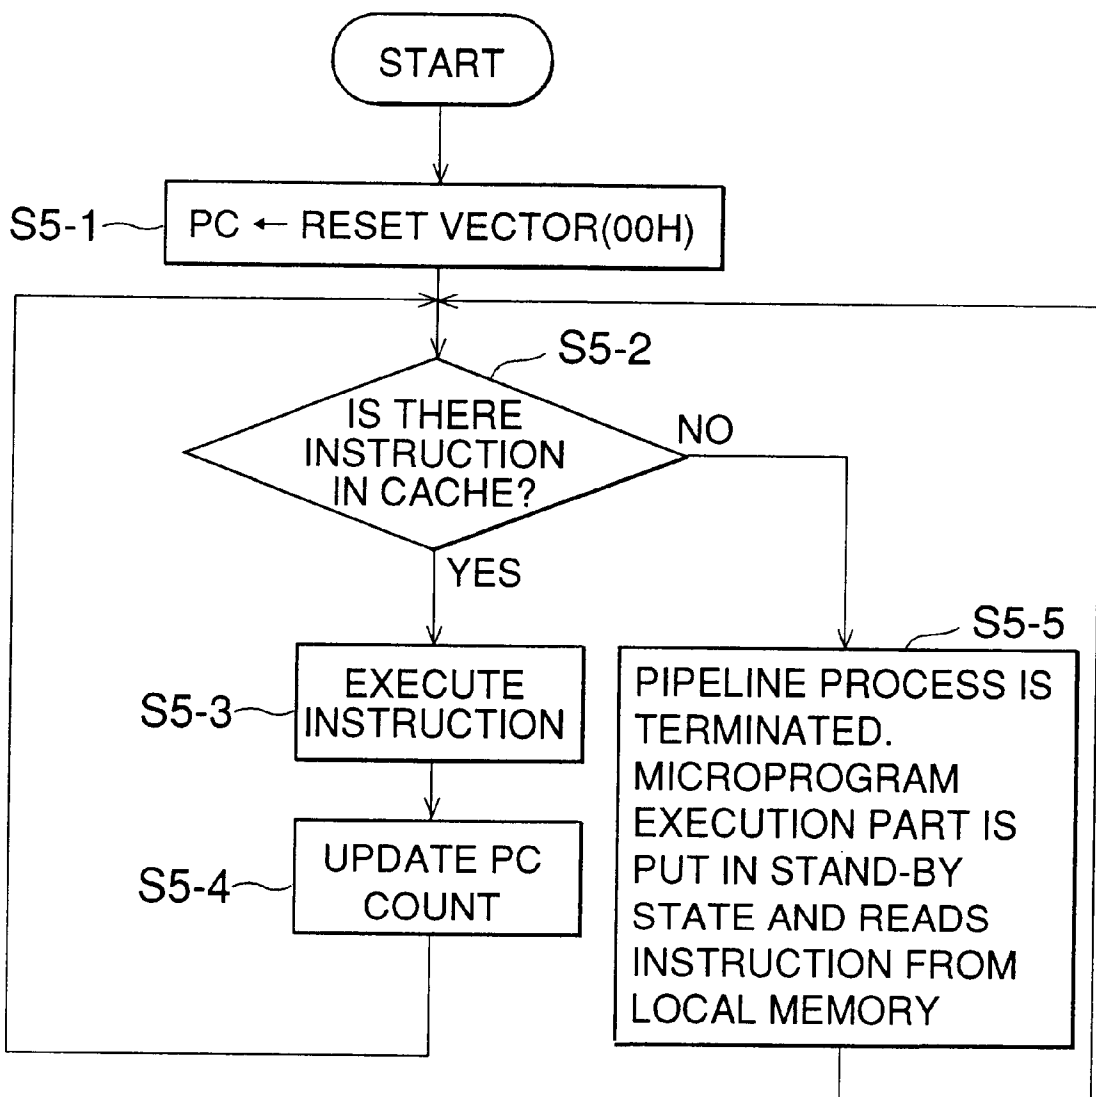 START
S5-1
PC ← RESET VECTOR(00H)
S5-2
IS THERE
INSTRUCTION
IN CACHE?
NO
YES
S5-3
EXECUTE
INSTRUCTION
S5-4
UPDATE PC
COUNT
S5-5
PIPELINE PROCESS IS
TERMINATED.
MICROPROGRAM
EXECUTION PART IS
PUT IN STAND-BY
STATE AND READS
INSTRUCTION FROM
LOCAL MEMORY